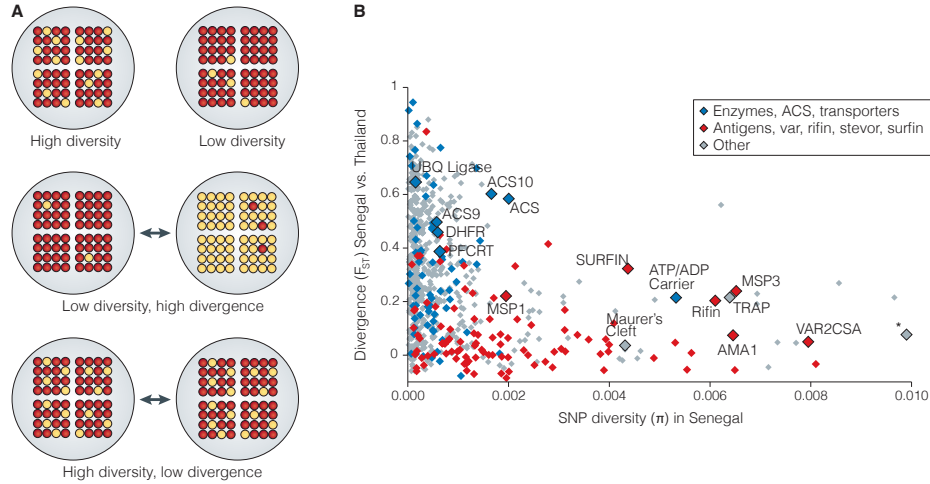 A
High diversity
Low diversity
Low diversity, high divergence
High diversity, low divergence
B
Divergence (FST) Senegal vs. Thailand
1
0.8
0.6
0.4
0.2
0
0.000
0.002
0.004
0.006
0.008
0.010
SNP diversity (π) in Senegal
Enzymes, ACS, transporters
Antigens, var, rifin, stevor, surfin
Other
UBQ Ligase
ACS10
ACS
ACS9
DHFR
PFCRT
MSP1
SURFIN
ATP/ADP
Carrier
Maurer's
Cleft
Rifin
MSP3
TRAP
AMA1
VAR2CSA
*